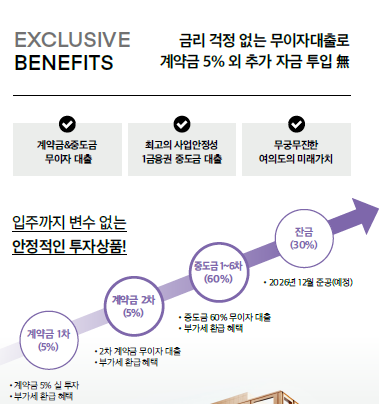 EXCLUSIVE
BENEFITS
금리 걱정 없는 무이자대출로
계약금 5% 외 추가 자금 투입 無
계약금&중도금
무이자 대출
최고의 사업안정성
1금융권 중도금 대출
무궁무진한
여의도의 미래가치
입주까지 변수 없는
안정적인 투자상품!
계약금 1차
(5%)
• 계약금 5% 실 투자
• 부가세 환급 혜택
계약금 2차
(5%)
• 2차 계약금 무이자 대출
• 부가세 환급 혜택
중도금 1~6차
(60%)
• 중도금 60% 무이자 대출
• 부가세 환급 혜택
잔금
(30%)
• 2026년 12월 준공(예정)